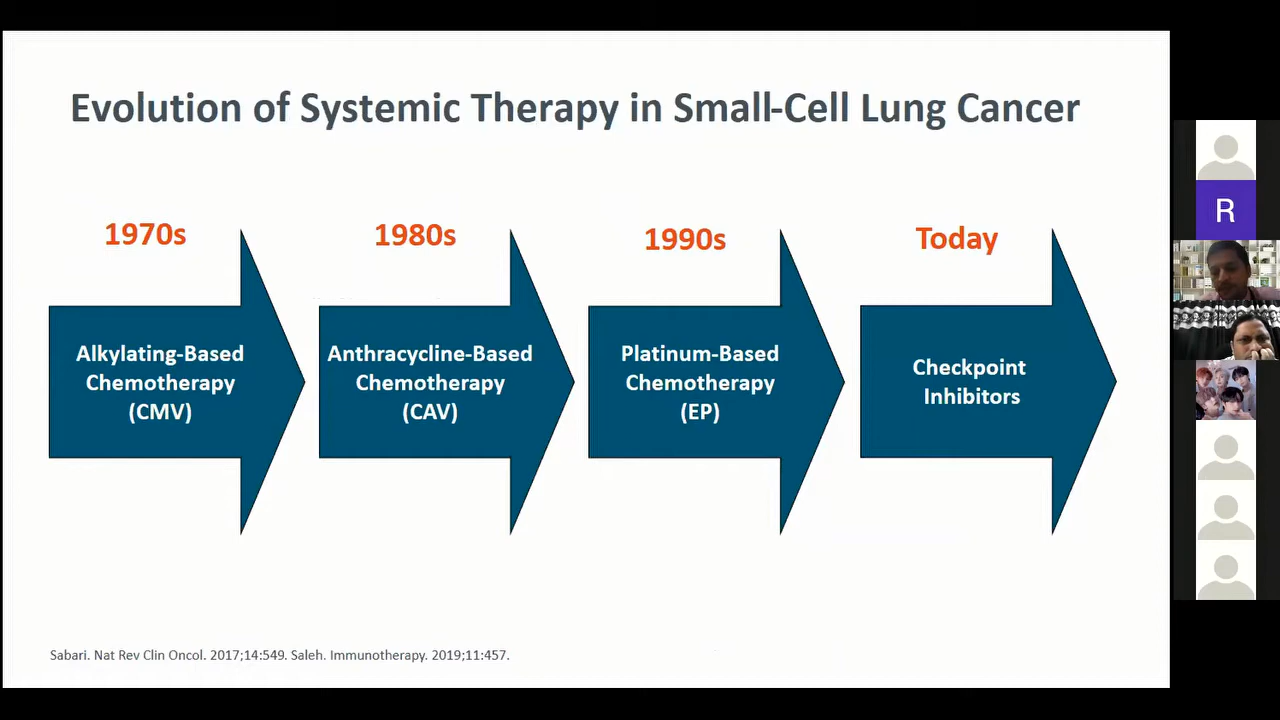 Evolution of Systemic Therapy in Small-Cell Lung Cancer
1970s
Alkylating-Based
Chemotherapy
(CMV)
1980s
Anthracycline-Based
Chemotherapy
(CAV)
1990s
Platinum-Based
Chemotherapy
(EP)
Today
Checkpoint
Inhibitors
Sabari. Nat Rev Clin Oncol. 2017;14:549. Saleh. Immunotherapy. 2019;11:457.
R